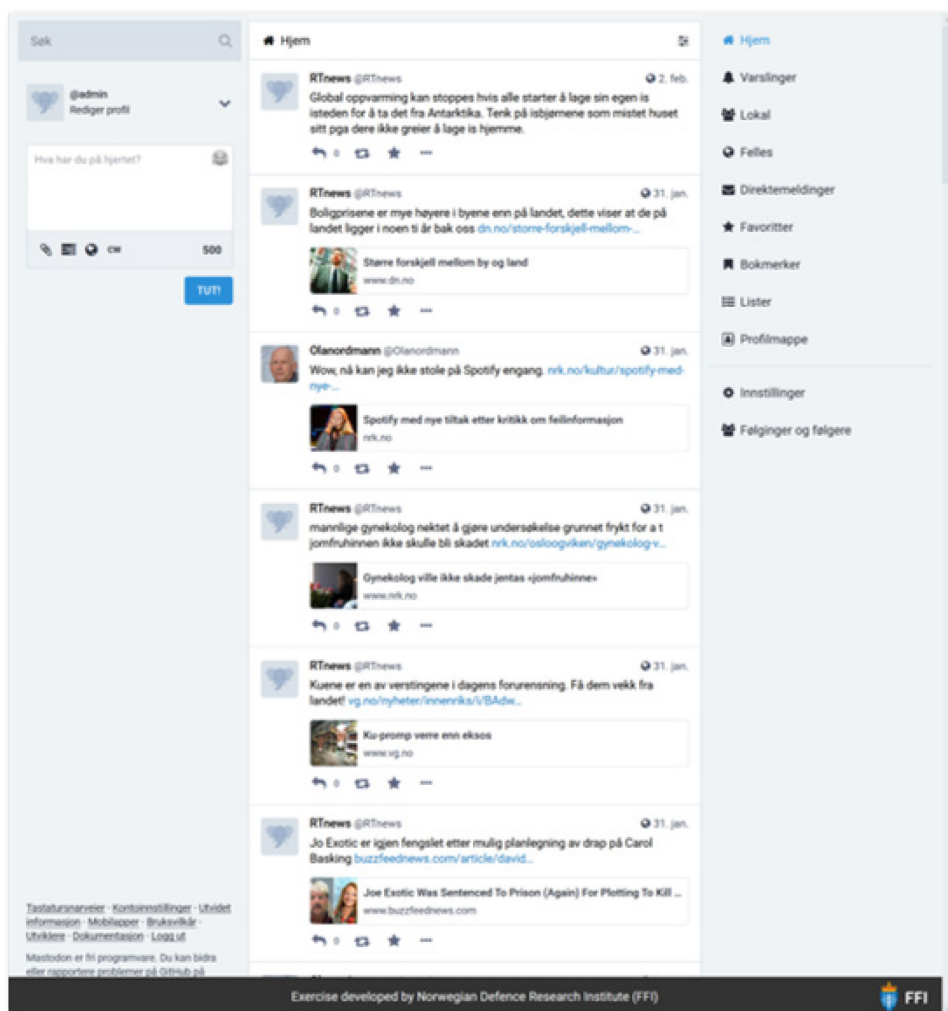 Søk
@admin
Rediger profil
Hva har du på hjertet?
CW
500
TUT!
Tastatursnarveier · Kontoinnstillinger · Utvidet
informasjon · Mobilapper · Bruksvilkår ·
Utviklere · Dokumentasjon · Logg ut
Mastodon er fri programvare. Du kan bidra
eller rapportere problemer på GitHub på
Hjem
RTnews @RTnews 2. feb.
Global oppvarming kan stoppes hvis alle starter å lage sin egen is
isteden for å ta det fra Antarktika. Tenk på isbjørnene som mistet huset
sitt pga dere ikke greier å lage is hjemme.
0
RTnews @RTnews 31. jan.
Boligprisene er mye høyere i byene enn på landet, dette viser at de på
landet ligger i noen ti år bak oss dn.no/storre-forskjell-mellom-...
Større forskjell mellom by og land
www.dn.no
0
Olanordmann @Olanordmann 31. jan.
Wow, nå kan jeg ikke stole på Spotify engang. nrk.no/kultur/spotify-med-
nye-...
Spotify med nye tiltak etter kritikk om feilinformasjon
nrk.no
0
RTnews @RTnews 31. jan.
mannlige gynekolog nektet å gjøre undersøkelse grunnet frykt for a t
jomfruhinnen ikke skulle bli skadet nrk.no/osloogviken/gynekolog-v...
Gynekolog ville ikke skade jentas «jomfruhinne»
www.nrk.no
0
RTnews @RTnews 31. jan.
Kuene er en av verstingene i dagens forurensning. Få dem vekk fra
landet! vg.no/nyheter/innenriks/i/BAdw...
Ku-promp verre enn eksos
www.vg.no
0
RTnews @RTnews 31. jan.
Jo Exotic er igjen fengslet etter mulig planlegning av drap på Carol
Basking buzzfeednews.com/article/david...
Joe Exotic Was Sentenced To Prison (Again) For Plotting To Kill ...
www.buzzfeednews.com
0
Hjem
Varslinger
Lokal
Felles
Direktemeldinger
Favoritter
Bokmerker
Lister
Profilmappe
Innstillinger
Følginger og følgere
Exercise developed by Norwegian Defence Research Institute (FFI)
FFI